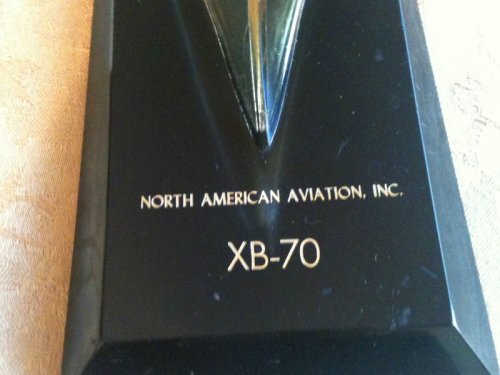 NORTH AMERICAN AVIATION, INC.
XB-70